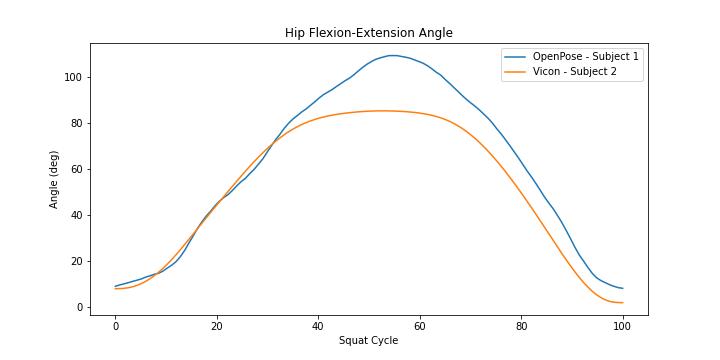 Hip Flexion-Extension Angle
OpenPose - Subject 1
Vicon - Subject 2
Angle (deg)
100
80
60
40
20
0
0 20 40 60 80 100
Squat Cycle